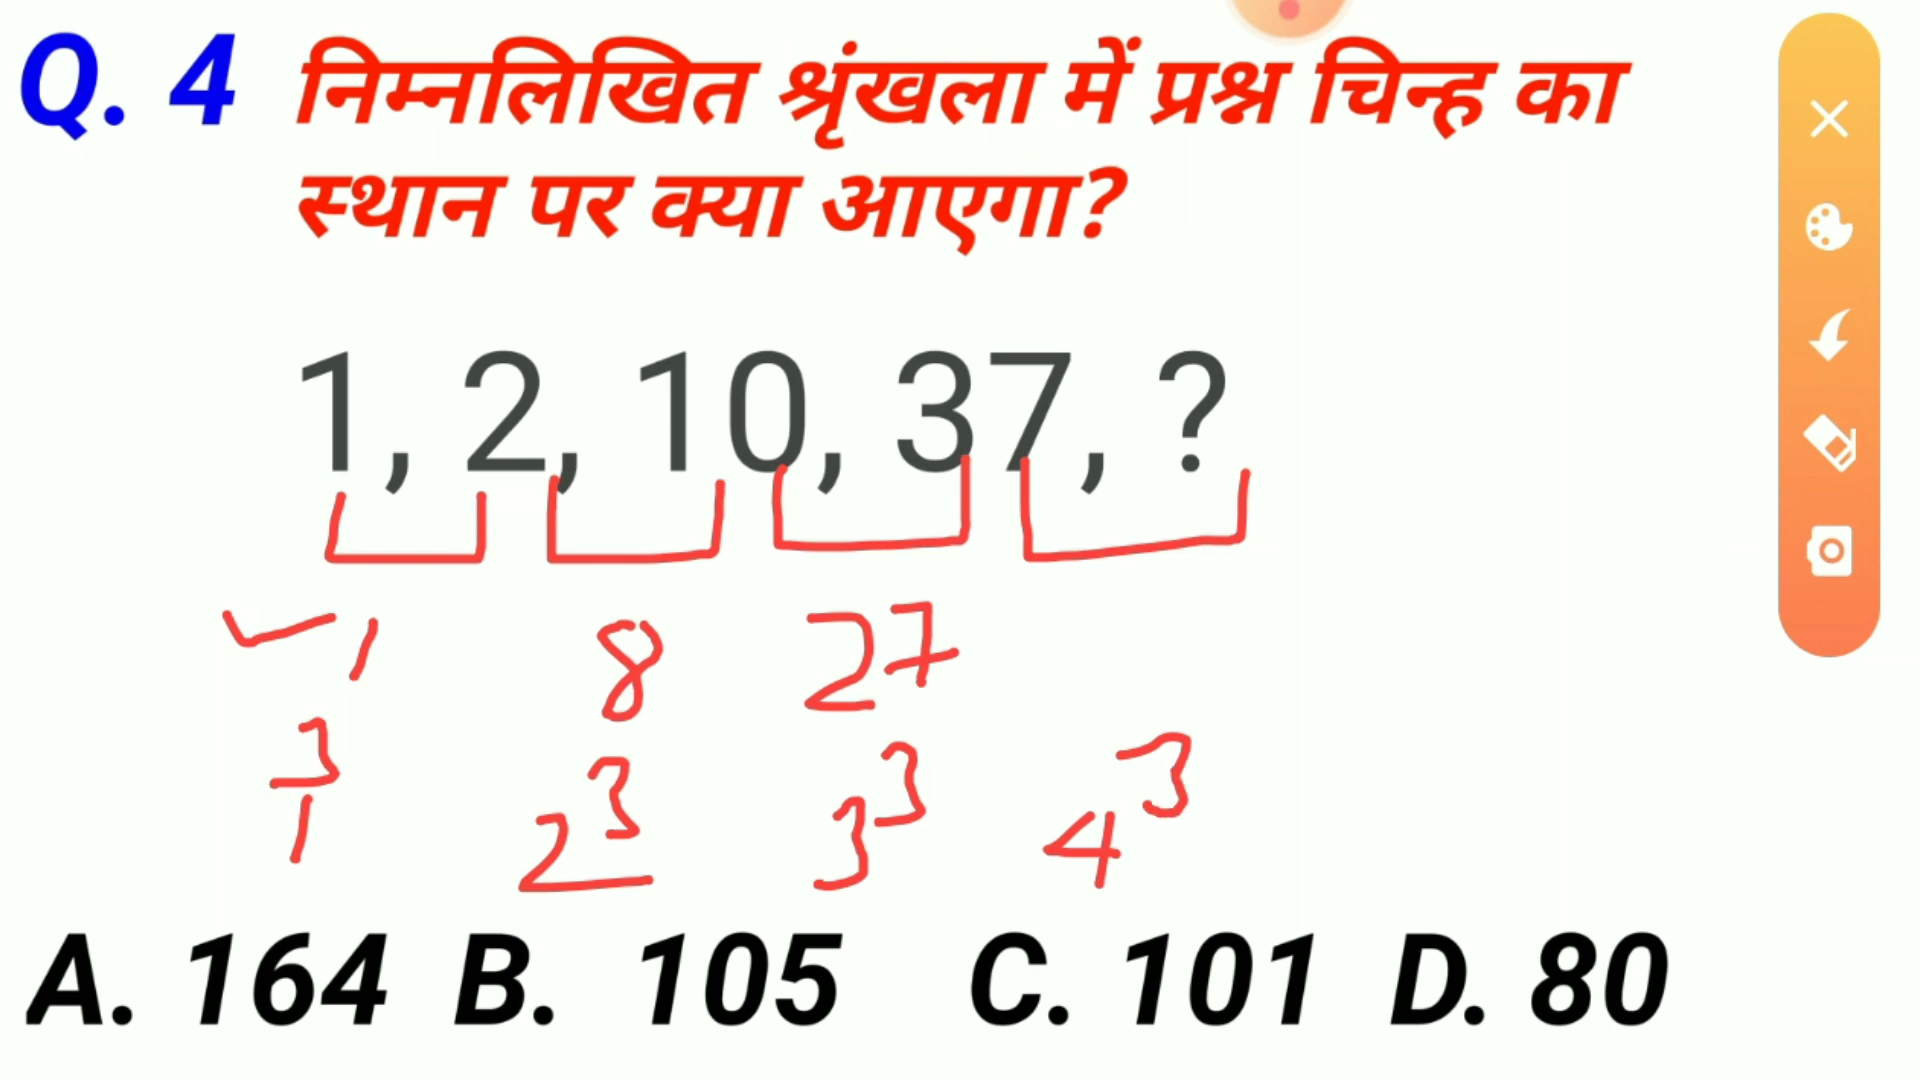 Q. 4 निम्नलिखित श्रृंखला में प्रश्न चिन्ह का
स्थान पर क्या आएगा?
1, 2, 10, 37, ?
1 8 27
1³ 2³ 3³ 4³
A. 164 B. 105 C. 101 D. 80